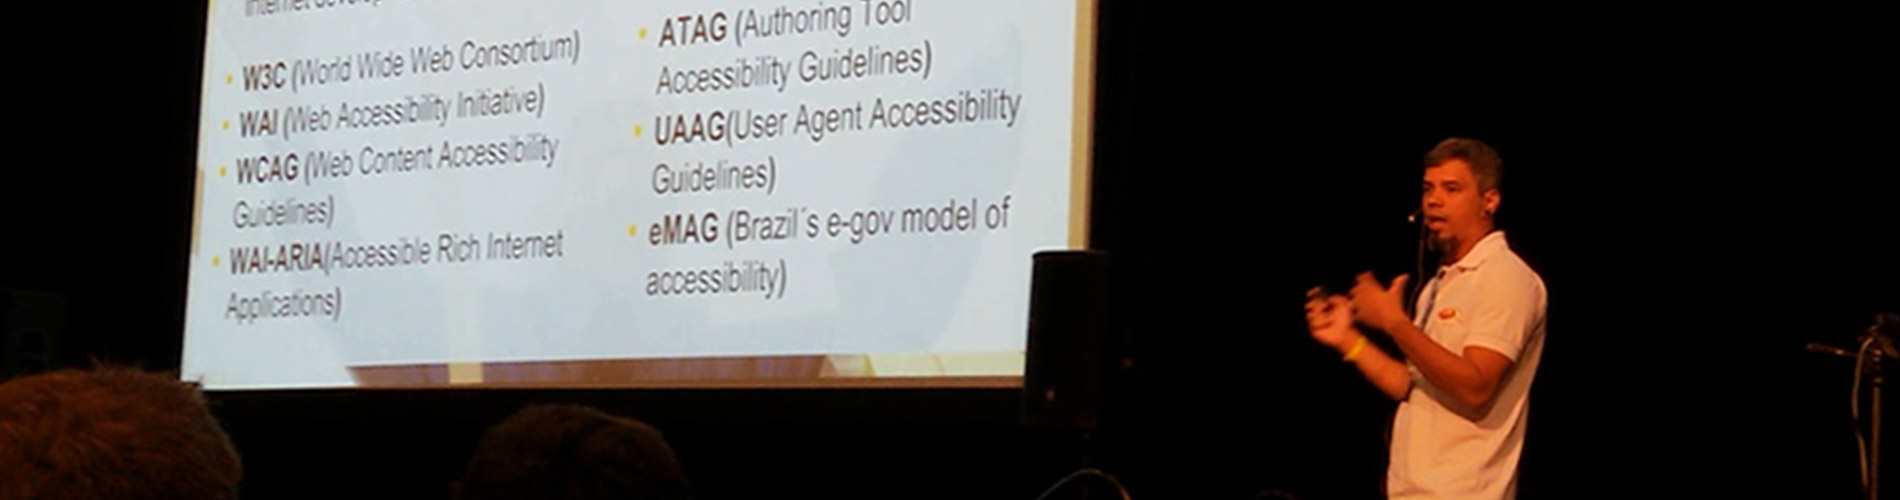 Internet
W3C (World Wide Web Consortium)
WAI (Web Accessibility Initiative)
WCAG (Web Content Accessibility
Guidelines)
WAI-ARIA(Accessible Rich Internet
Applications)
ATAG (Authoring Tool
Accessibility Guidelines)
UAAG(User Agent Accessibility
Guidelines)
eMAG (Brazil´s e-gov model of
accessibility)